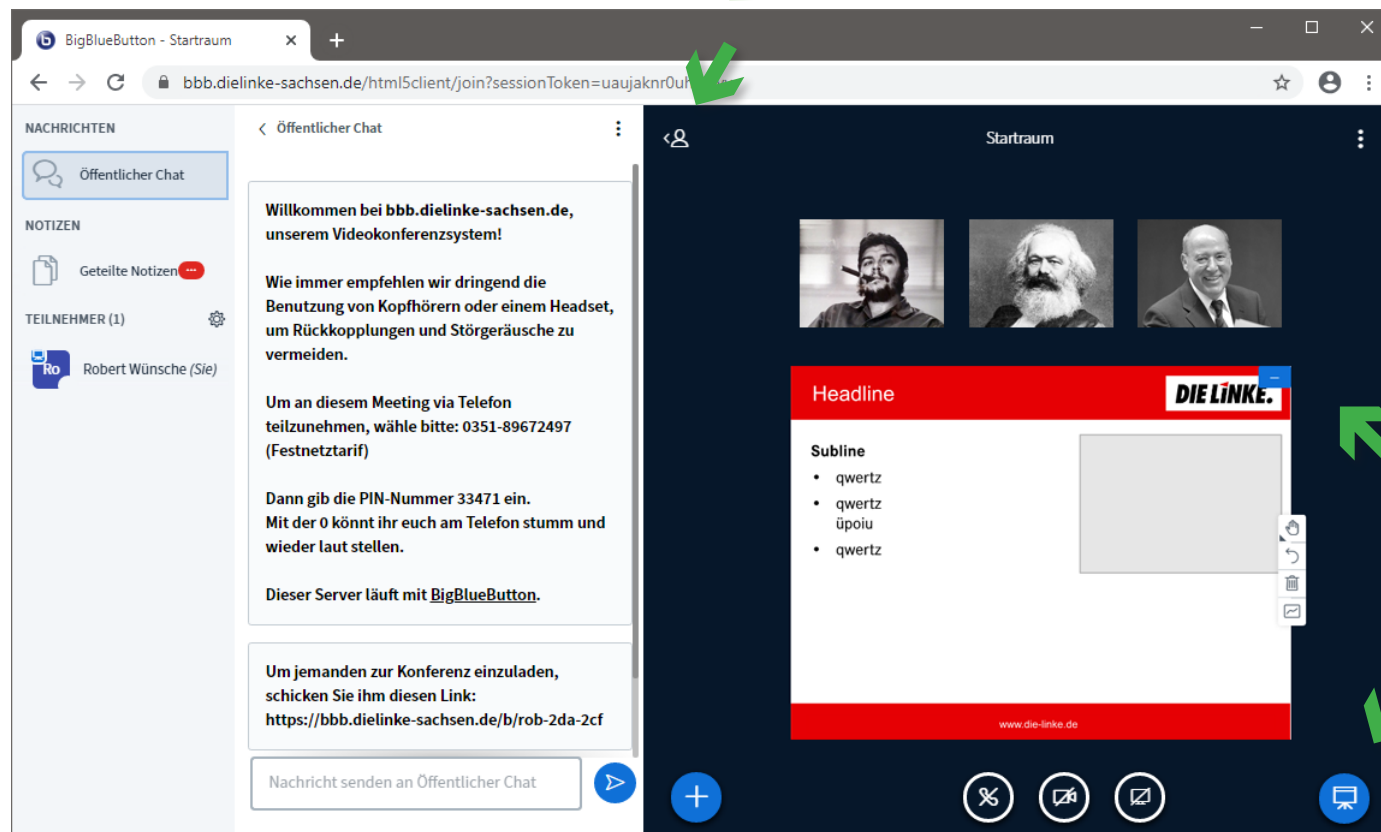 BigBlueButton - Startraum
bbb.dielinke-sachsen.de/html5client/join?sessionToken=uaujaknr0uh
NACHRICHTEN
Öffentlicher Chat
NOTIZEN
Geteilte Notizen
TEILNEHMER (1)
Ro
Robert Wünsche (Sie)
Öffentlicher Chat
Willkommen bei bbb.dielinke-sachsen.de,
unserem Videokonferenzsystem!
Wie immer empfehlen wir dringend die
Benutzung von Kopfhörern oder einem Headset,
um Rückkopplungen und Störgeräusche zu
vermeiden.
Um an diesem Meeting via Telefon
teilzunehmen, wähle bitte: 0351-89672497
(Festnetztarif)
Dann gib die PIN-Nummer 33471 ein.
Mit der 0 könnt ihr euch am Telefon stumm und
wieder laut stellen.
Dieser Server läuft mit BigBlueButton.
Um jemanden zur Konferenz einzuladen,
schicken Sie ihm diesen Link:
https://bbb.dielinke-sachsen.de/b/rob-2da-2cf
Nachricht senden an Öffentlicher Chat
Startraum
Headline
DIE LiNKE.
Subline
• qwertz
• qwertz
üpoiu
• qwertz
www.die-linke.de